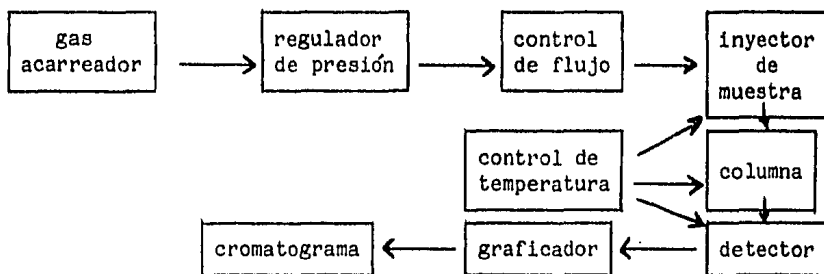 gas
acarreador
regulador
de presión
control
de flujo
inyector
de
muestra
control de
temperatura
columna
cromatograma
graficador
detector